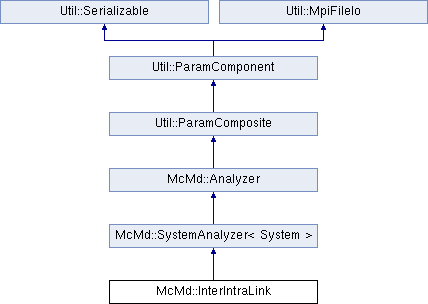 Util::Serializable
Util::MpiFileIo
Util::ParamComponent
Util::ParamComposite
McMd::Analyzer
McMd::SystemAnalyzer< System >
McMd::InterIntraLink